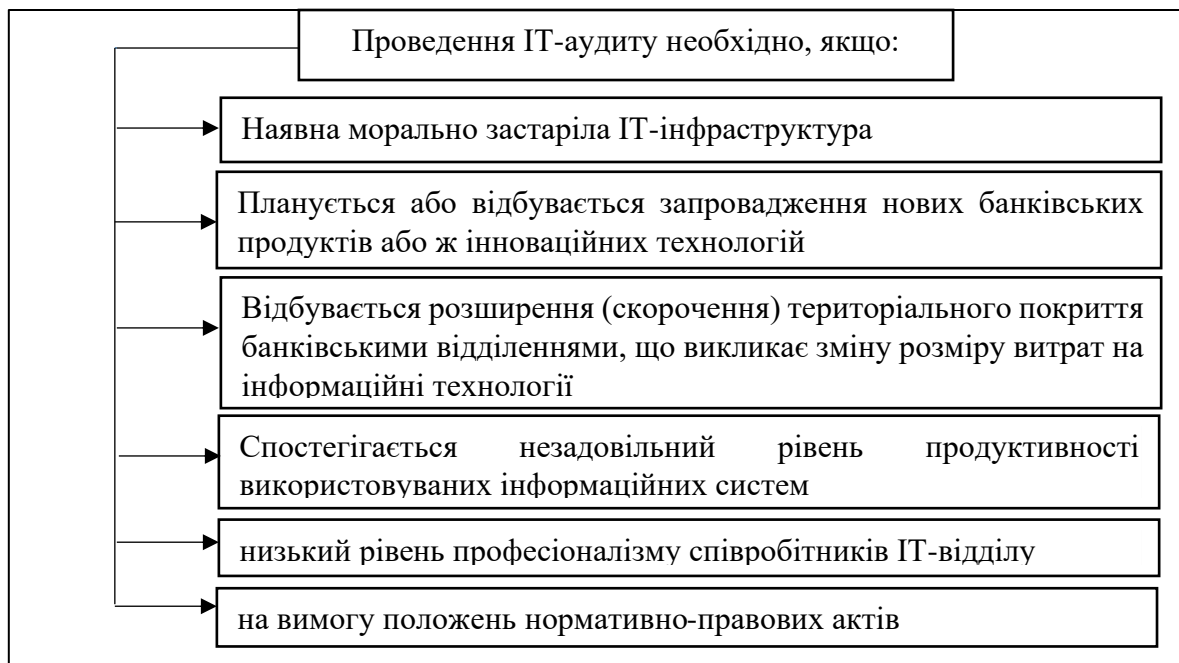 Проведення ІТ-аудиту необхідно, якщо:
Наявна морально застаріла ІТ-інфраструктура
Планується або відбувається запровадження нових банківських
продуктів або ж інноваційних технологій
Відбувається розширення (скорочення) територіального покриття
банківськими відділеннями, що викликає зміну розміру витрат на
інформаційні технології
Спостегігається незадовільний рівень продуктивності
використовуваних інформаційних систем
низький рівень професіоналізму співробітників ІТ-відділу
на вимогу положень нормативно-правових актів